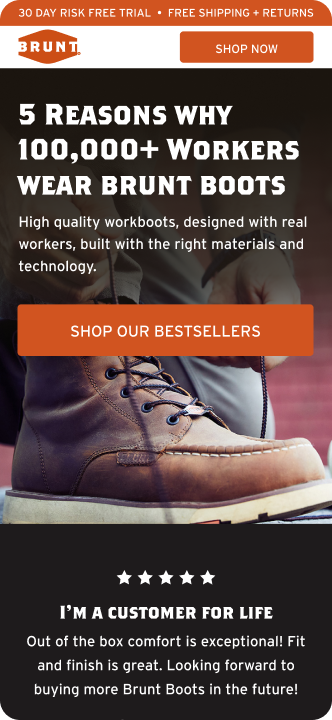 30 DAY RISK FREE TRIAL • FREE SHIPPING + RETURNS
BRUNT
SHOP NOW
5 Reasons why
100,000+ Workers
wear BRUNT Boots
High quality workboots, designed with real
workers, built with the right materials and
technology.
SHOP OUR BESTSELLERS
I'm a customer for life
Out of the box comfort is exceptional! Fit
and finish is great. Looking forward to
buying more Brunt Boots in the future!